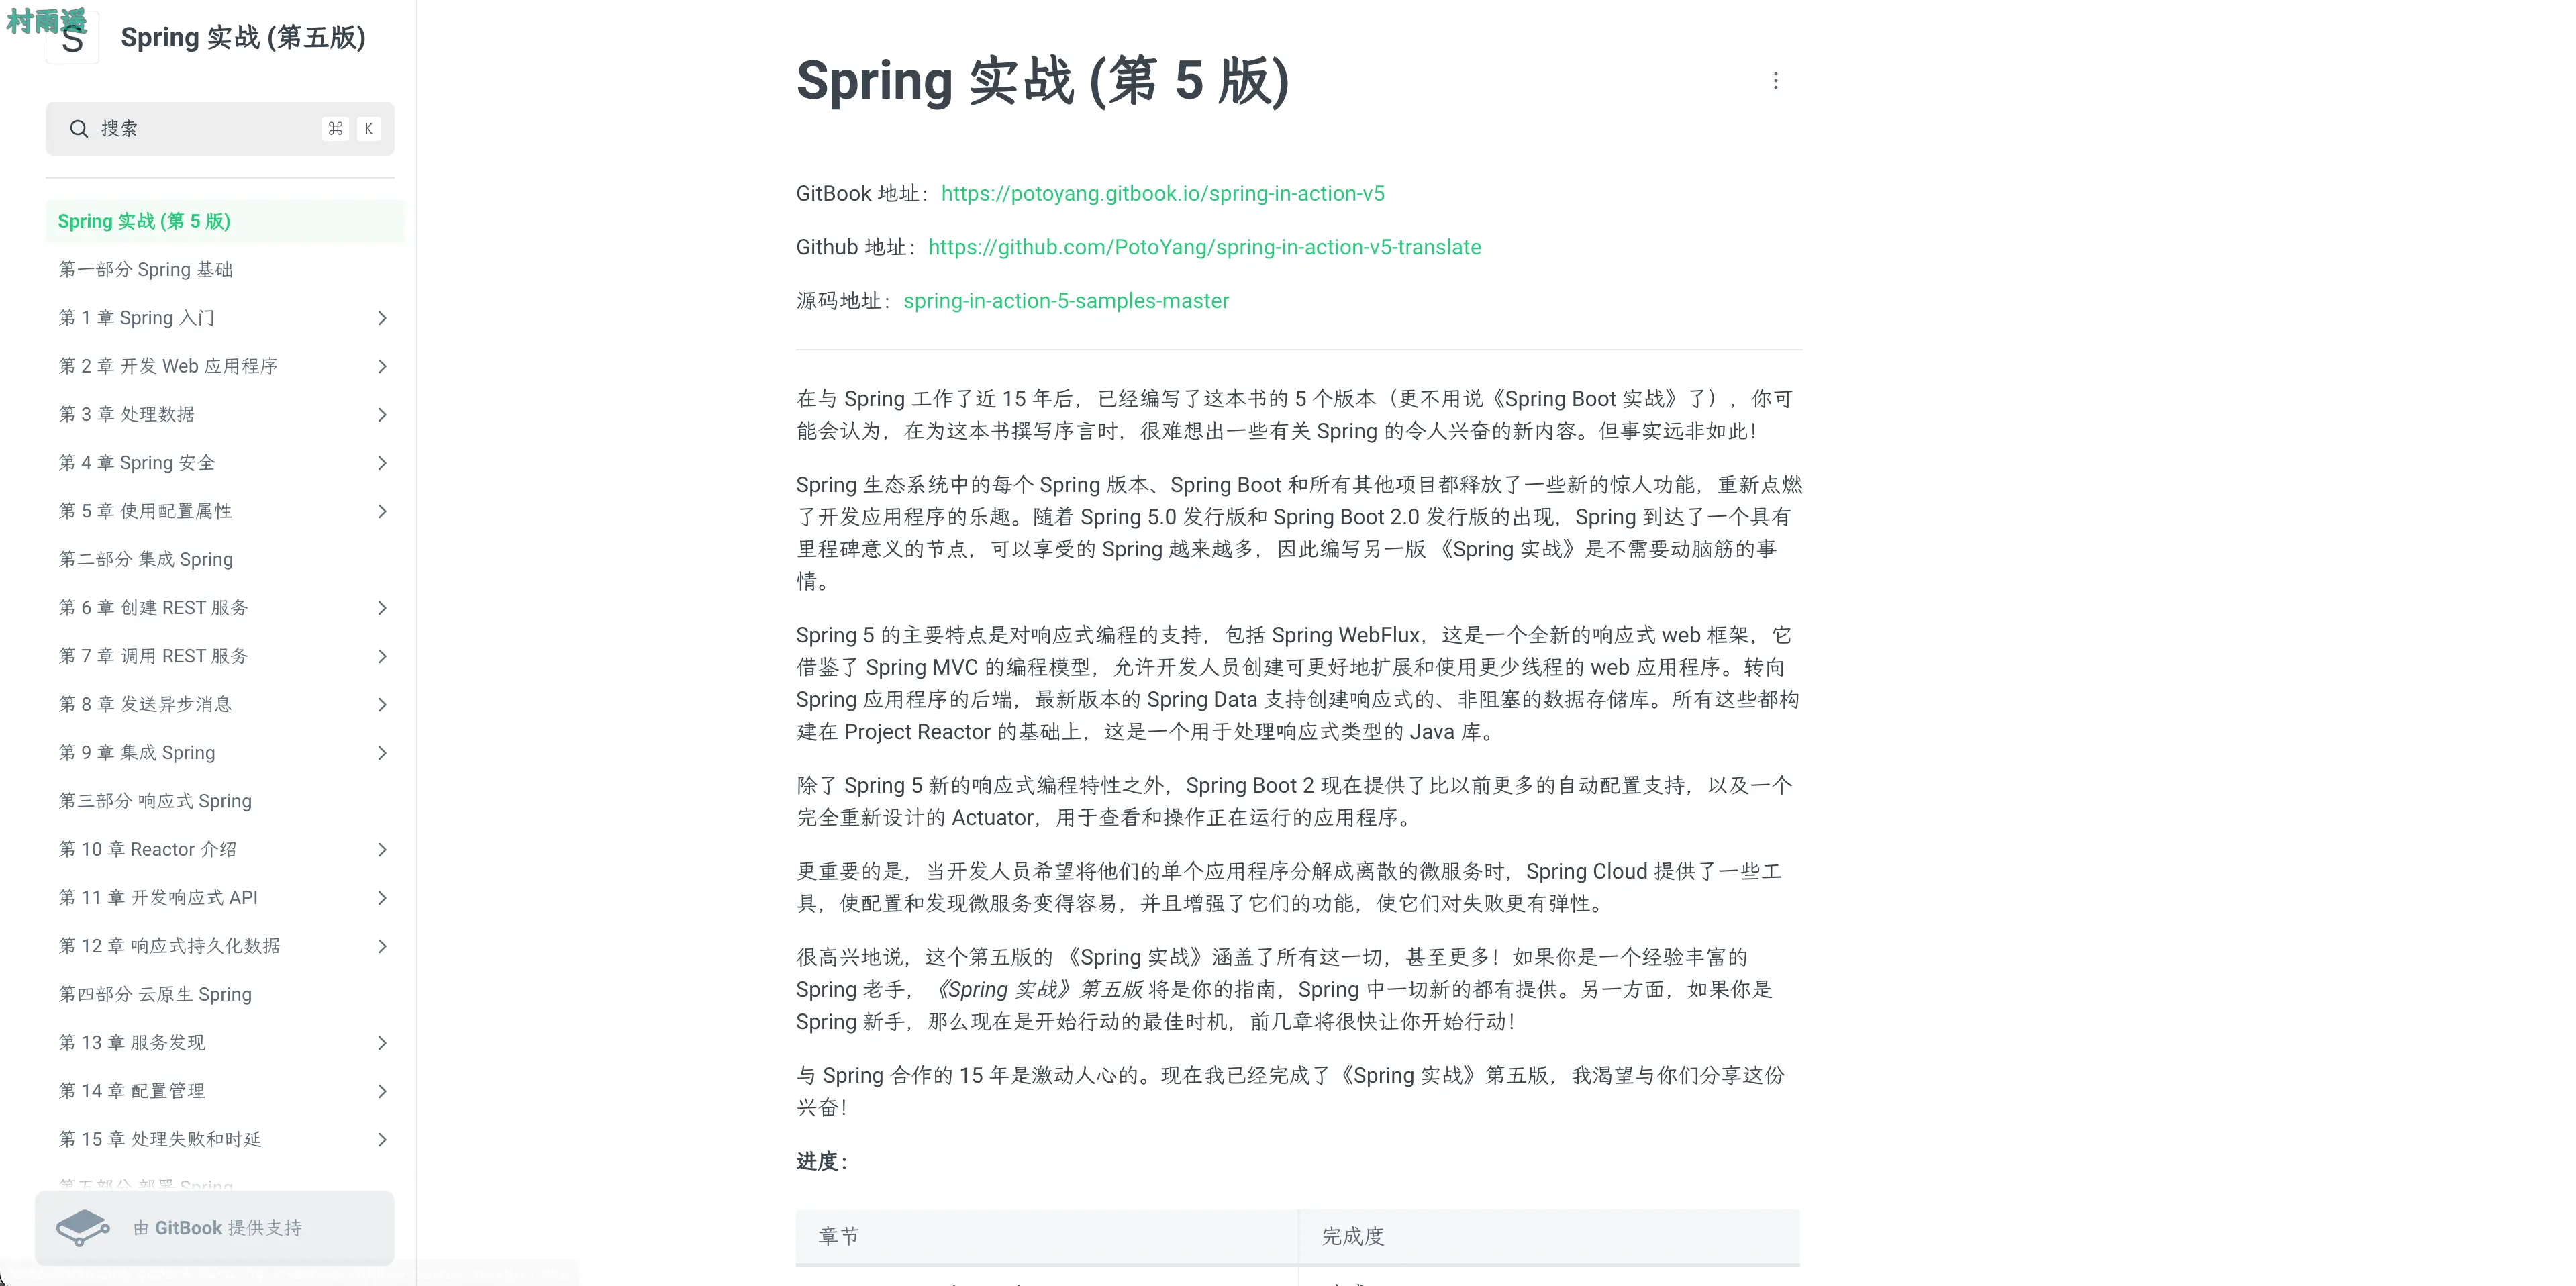 村雨遥
S
Spring 实战 (第五版)
搜索
⌘ K
Spring 实战 (第 5 版)
第一部分 Spring 基础
第 1 章 Spring 入门
第 2 章 开发 Web 应用程序
第 3 章 处理数据
第 4 章 Spring 安全
第 5 章 使用配置属性
第二部分 集成 Spring
第 6 章 创建 REST 服务
第 7 章 调用 REST 服务
第 8 章 发送异步消息
第 9 章 集成 Spring
第三部分 响应式 Spring
第 10 章 Reactor 介绍
第 11 章 开发响应式 API
第 12 章 响应式持久化数据
第四部分 云原生 Spring
第 13 章 服务发现
第 14 章 配置管理
第 15 章 处理失败和时延
第五部分 部署 Spring
由 GitBook 提供支持
Spring 实战 (第 5 版)
GitBook 地址：https://potoyang.gitbook.io/spring-in-action-v5
Github 地址：https://github.com/PotoYang/spring-in-action-v5-translate
源码地址：spring-in-action-5-samples-master
在与 Spring 工作了近 15 年后，已经编写了这本书的 5 个版本（更不用说《Spring Boot 实战》了），你可
能会认为，在为这本书撰写序言时，很难想出一些有关 Spring 的令人兴奋的新内容。但事实远非如此！
Spring 生态系统中的每个 Spring 版本、Spring Boot 和所有其他项目都释放了一些新的惊人功能，重新点燃
了开发应用程序的乐趣。随着 Spring 5.0 发行版和 Spring Boot 2.0 发行版的出现，Spring 到达了一个具有
里程碑意义的节点，可以享受的 Spring 越来越多，因此编写另一版 《Spring 实战》是不需要动脑筋的事
情。
Spring 5 的主要特点是对响应式编程的支持，包括 Spring WebFlux，这是一个全新的响应式 web 框架，它
借鉴了 Spring MVC 的编程模型，允许开发人员创建可更好地扩展和使用更少线程的 web 应用程序。转向
Spring 应用程序的后端，最新版本的 Spring Data 支持创建响应式的、非阻塞的数据存储库。所有这些都构
建在 Project Reactor 的基础上，这是一个用于处理响应式类型的 Java 库。
除了 Spring 5 新的响应式编程特性之外，Spring Boot 2 现在提供了比以前更多的自动配置支持，以及一个
完全重新设计的 Actuator，用于查看和操作正在运行的应用程序。
更重要的是，当开发人员希望将他们的单个应用程序分解成离散的微服务时，Spring Cloud 提供了一些工
具，使配置和发现微服务变得容易，并且增强了它们的功能，使它们对失败更有弹性。
很高兴地说，这个第五版的 《Spring 实战》涵盖了所有这一切，甚至更多！如果你是一个经验丰富的
Spring 老手，《Spring 实战》第五版 将是你的指南，Spring 中一切新的都有提供。另一方面，如果你是
Spring 新手，那么现在是开始行动的最佳时机，前几章将很快让你开始行动！
与 Spring 合作的 15 年是激动人心的。现在我已经完成了《Spring 实战》第五版，我渴望与你们分享这份
兴奋！
进度：
章节 完成度